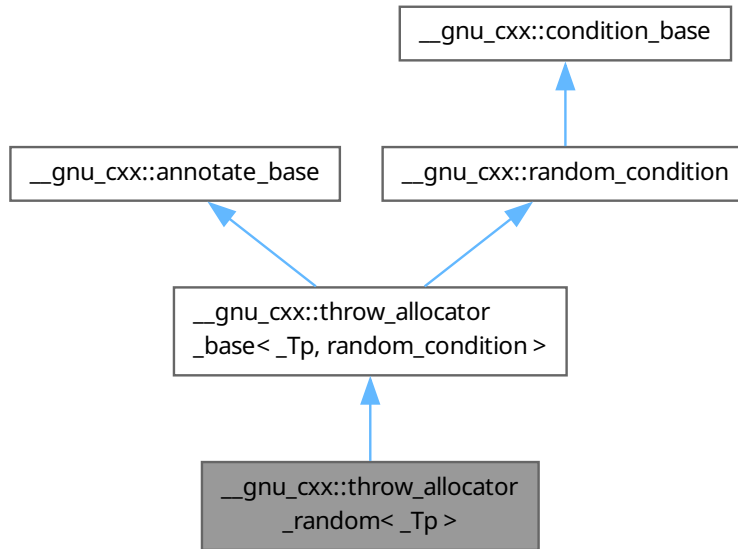 __gnu_cxx::condition_base
__gnu_cxx::annotate_base
__gnu_cxx::random_condition
__gnu_cxx::throw_allocator
_base< _Tp, random_condition >
__gnu_cxx::throw_allocator
_random< _Tp >